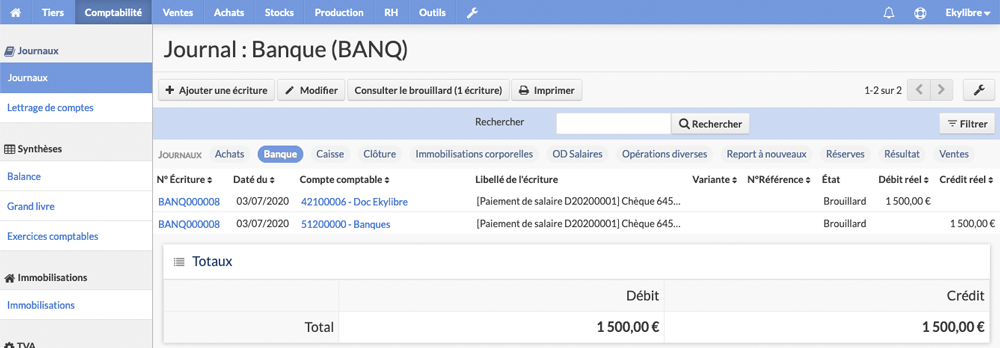 Tiers Comptabilité Ventes Achats Stocks Production RH Outils Ekylibre
Journaux
Journaux
Lettrage de comptes
Synthèses
Balance
Grand livre
Exercices comptables
Immobilisations
Immobilisations
TVA
Journal : Banque (BANQ)
Ajouter une écriture Modifier Consulter le brouillard (1 écriture) Imprimer 1-2 sur 2
Rechercher Rechercher Filtrer
JOURNAUX Achats Banque Caisse Clôture Immobilisations corporelles OD Salaires Opérations diverses Report à nouveaux Réserves Résultat Ventes
N° Écriture Daté du Compte comptable Libellé de l'écriture Variante N°Référence État Débit réel Crédit réel
BANQ000008 03/07/2020 42100006 - Doc Ekylibre [Paiement de salaire D20200001] Chèque 645... Brouillard 1 500,00 €
BANQ000008 03/07/2020 51200000 - Banques [Paiement de salaire D20200001] Chèque 645... Brouillard 1 500,00 €
Totaux
Débit Crédit
Total 1 500,00 € 1 500,00 €